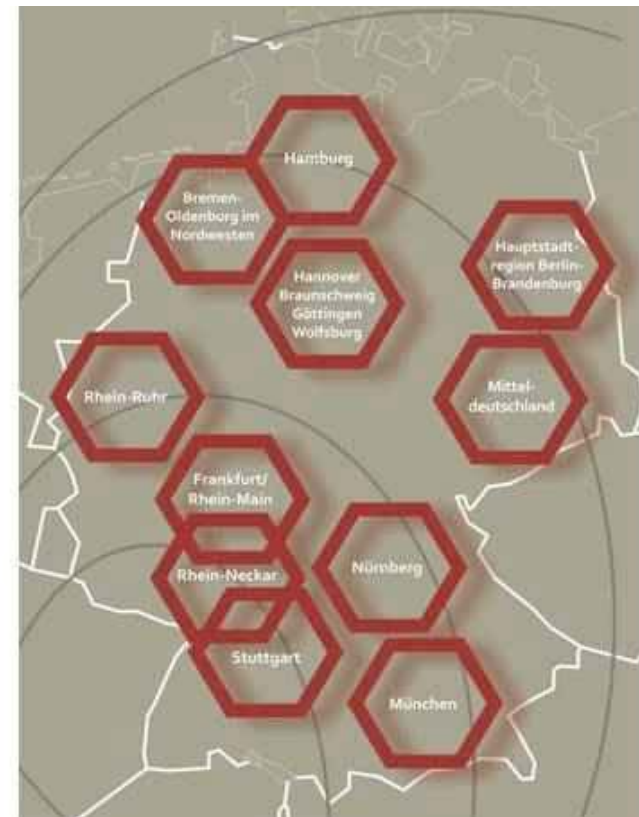 Hamburg
Bremen-
Oldenburg im
Nordwesten
Hauptstadt-
region Berlin-
Brandenburg
Hannover
Braunschweig
Göttingen
Wolfsburg
Rhein-Ruhr
Mittel-
deutschland
Frankfurt/
Rhein-Main
Rhein-Neckar
Nürnberg
Stuttgart
München